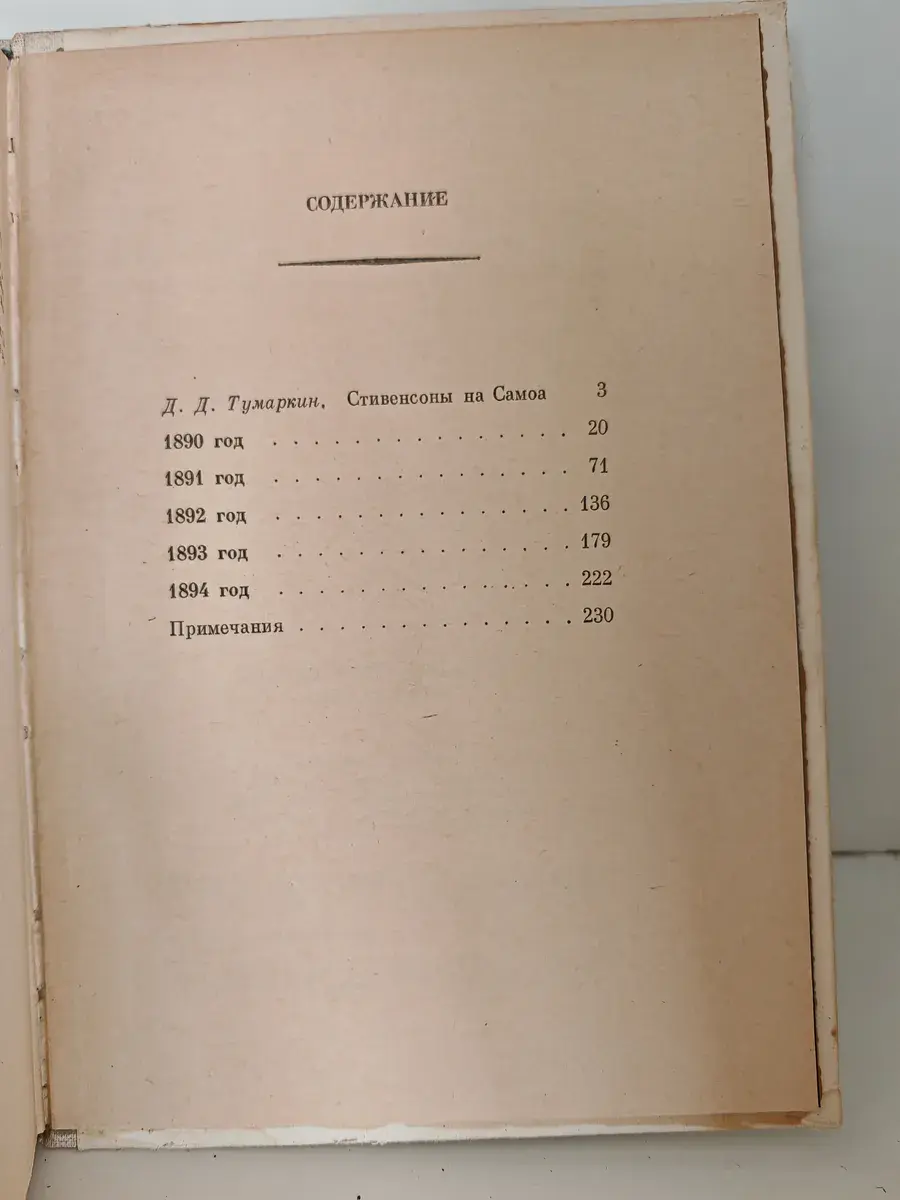 СОДЕРЖАНИЕ
Д. Д. Тумаркин. Стивенсоны на Самоа 3
1890 год . . . . . . . . . . . . . . . 20
1891 год . . . . . . . . . . . . . . . 71
1892 год . . . . . . . . . . . . . . . 136
1893 год . . . . . . . . . . . . . . . 179
1894 год . . . . . . . . . . . . . . . 222
Примечания . . . . . . . . . . . . . . 230